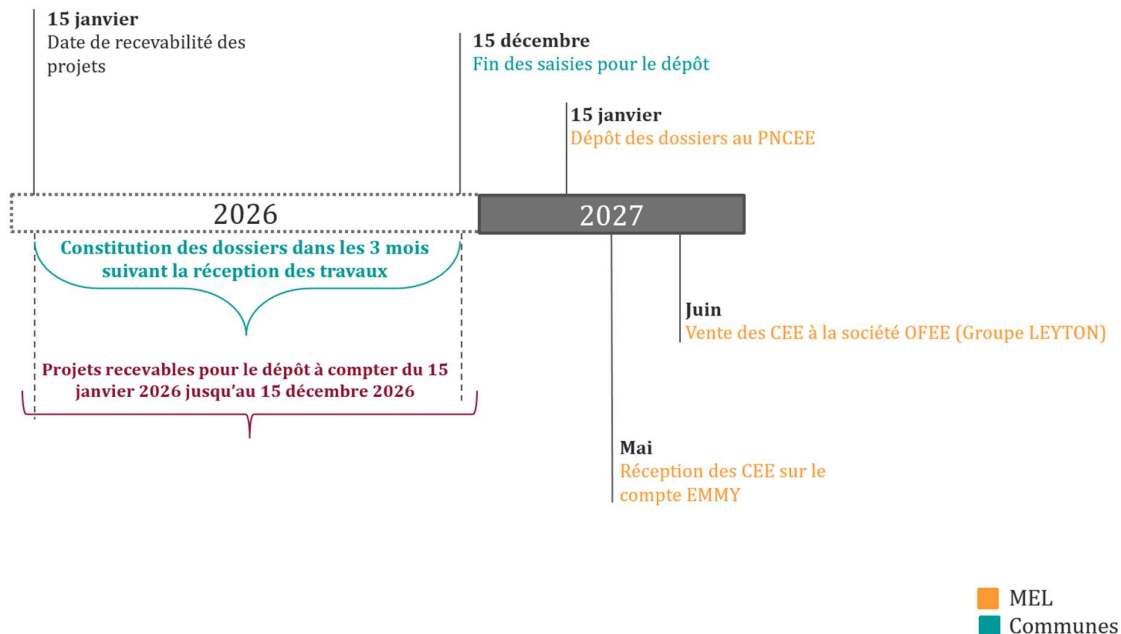 15 janvier
Date de recevabilité des
projets
15 décembre
Fin des saisies pour le dépôt
15 janvier
Dépôt des dossiers au PNCEE
2026
2027
Constitution des dossiers dans les 3 mois
suivant la réception des travaux
Juin
Vente des CEE à la société OFEE (Groupe LEYTON)
Projets recevables pour le dépôt à compter du 15
janvier 2026 jusqu’au 15 décembre 2026
Mai
Réception des CEE sur le
compte EMMY
MEL
Communes